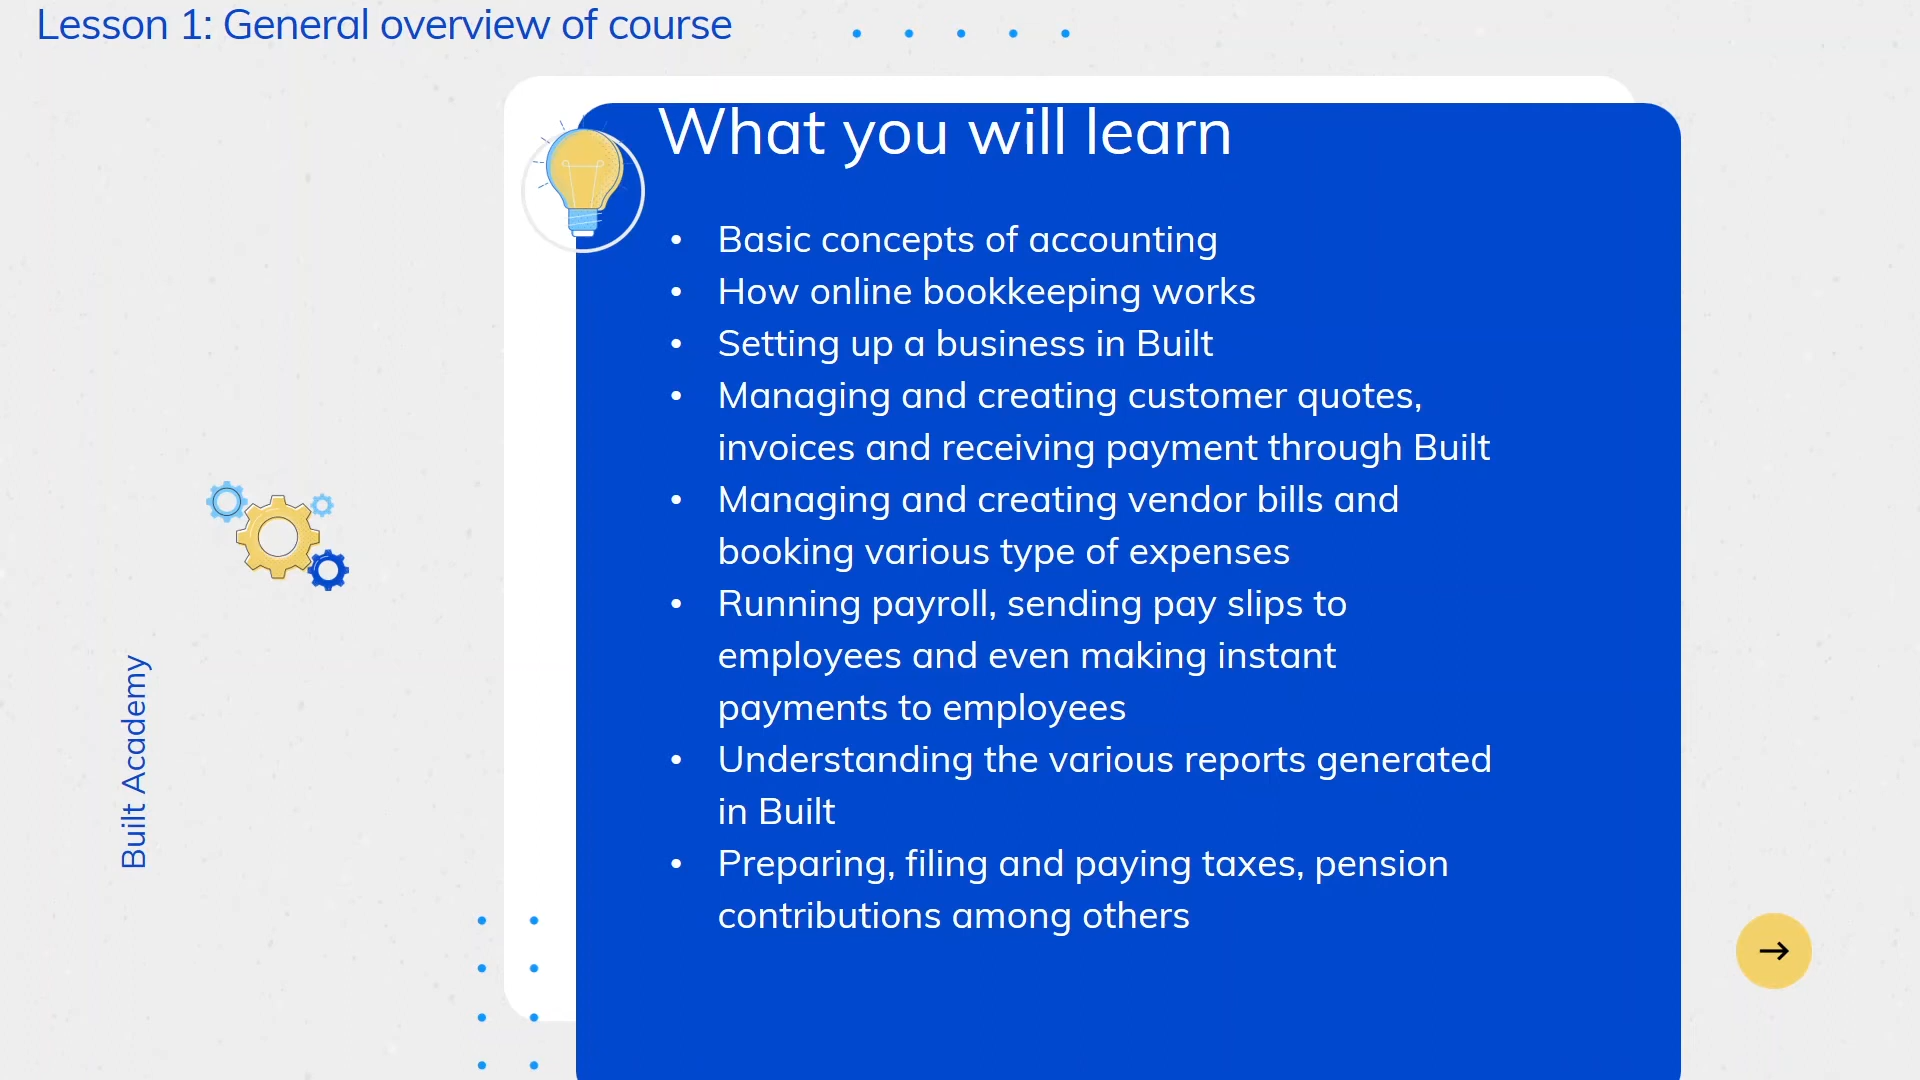 Lesson 1: General overview of course
What you will learn
• Basic concepts of accounting
• How online bookkeeping works
• Setting up a business in Built
• Managing and creating customer quotes,
invoices and receiving payment through Built
• Managing and creating vendor bills and
booking various type of expenses
• Running payroll, sending pay slips to
employees and even making instant
payments to employees
• Understanding the various reports generated
in Built
• Preparing, filing and paying taxes, pension
contributions among others
Built Academy